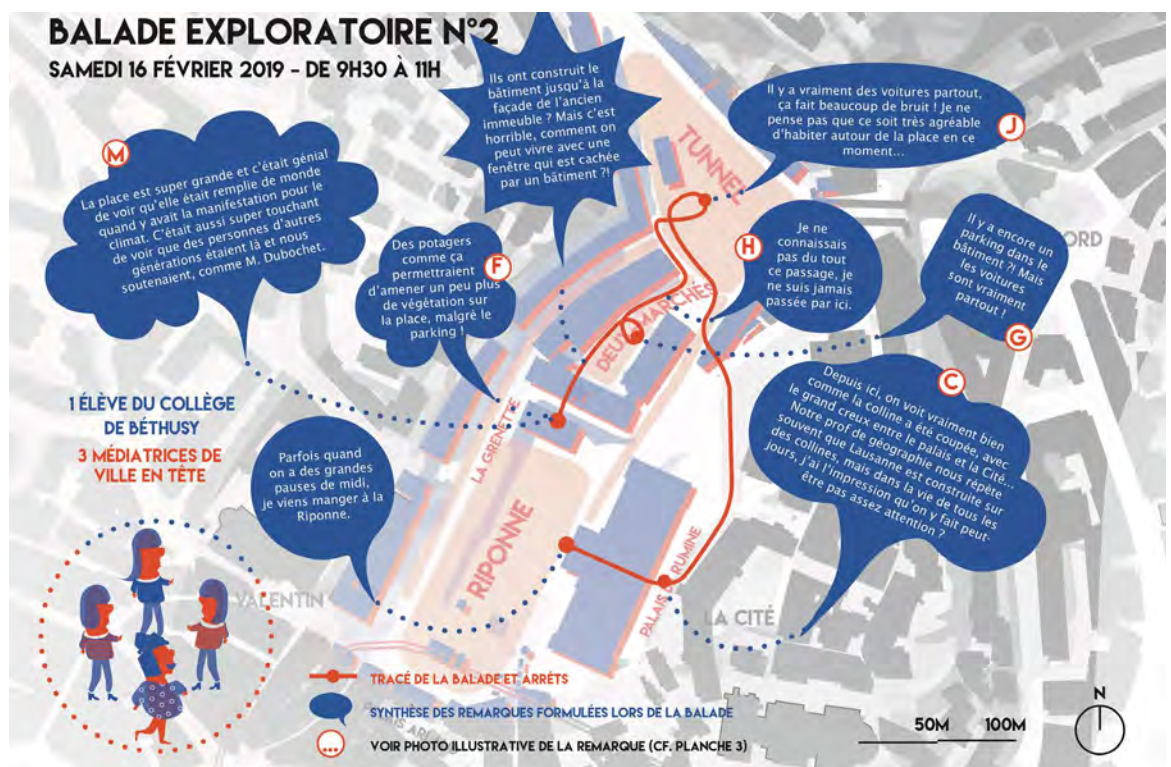 BALADE EXPLORATOIRE N°2
SAMEDI 16 FÉVRIER 2019 - DE 9H30 À 11H
Ils ont construit le
bâtiment jusqu'à la
façade de l'ancien
immeuble ? Mais c'est
horrible, comment on
peut vivre avec une
fenêtre qui est cachée
par un bâtiment ?!
Il y a vraiment des voitures partout,
ça fait beaucoup de bruit ! Je ne
pense pas que ce soit très agréable
d'habiter autour de la place en ce
moment...
J
M
La place est super grande et c'était génial
de voir qu'elle était remplie de monde
quand y avait la manifestation pour le
climat. C'était aussi super touchant
de voir que des personnes d'autres
générations étaient là et nous
soutenaient, comme M. Dubochet.
TUNNEL
F
Des potagers
comme ça
permettraient
d'amener un peu plus
de végétation sur
la place, malgré le
parking !
H
Je ne
connaissais
pas du tout
ce passage, je
ne suis jamais
passée par ici.
Il y a encore un
parking dans le
bâtiment ?! Mais
les voitures
sont vraiment
partout !
G
NORD
DEUX MARCHÉS
C
Depuis ici, on voit vraiment bien
comme la colline a été coupée, avec
le grand creux entre le palais et la Cité...
Notre prof de géographie nous répète
souvent que Lausanne est construite sur
des collines, mais dans la vie de tous les
jours, j'ai l'impression qu'on y fait peut-
être pas assez attention ?
1 ÉLÈVE DU COLLÈGE
DE BÉTHUSY
3 MÉDIATRICES DE
VILLE EN TÊTE
LA GRENETTE
Parfois quand
on a des grandes
pauses de midi,
je viens manger à la
Riponne.
RIPONNE
PALAIS DE RUMINE
VALENTIN
LA CITÉ
TRACÉ DE LA BALADE ET ARRÊTS
SYNTHÈSE DES REMARQUES FORMULÉES LORS DE LA BALADE
... VOIR PHOTO ILLUSTRATIVE DE LA REMARQUE (CF. PLANCHE 3)
50M 100M
N